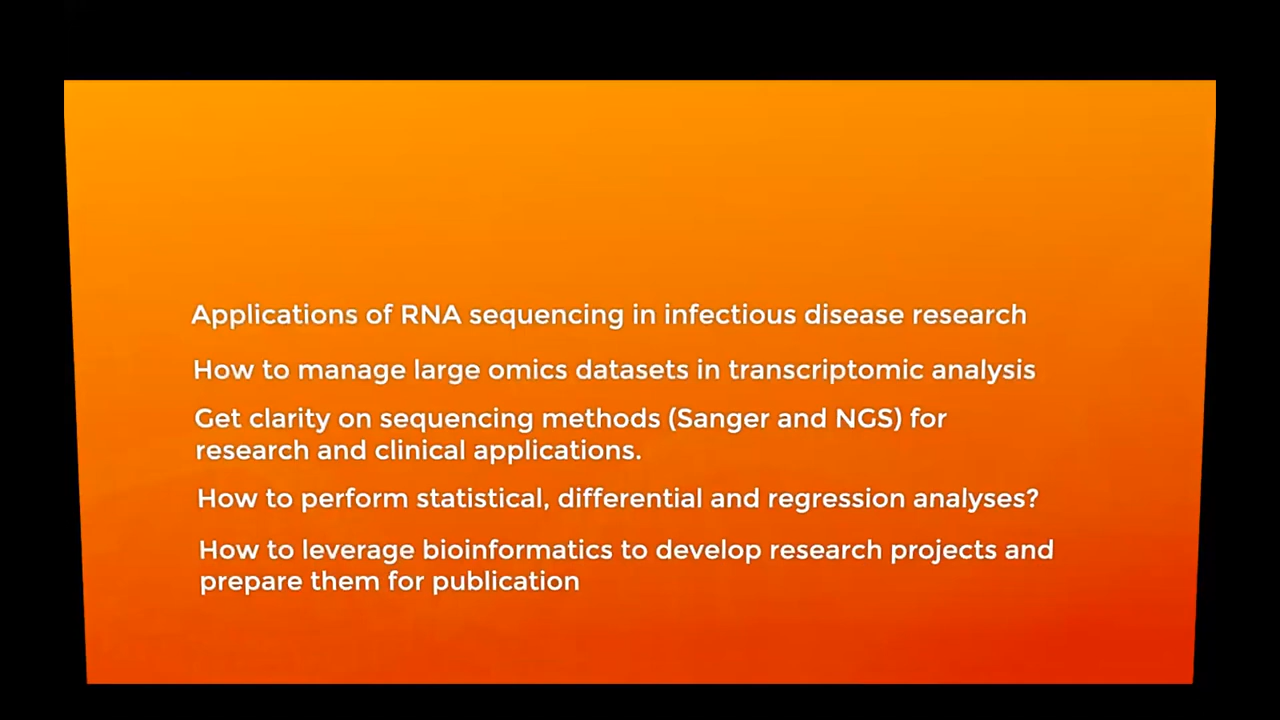 Applications of RNA sequencing in infectious disease research
How to manage large omics datasets in transcriptomic analysis
Get clarity on sequencing methods (Sanger and NGS) for
research and clinical applications.
How to perform statistical, differential and regression analyses?
How to leverage bioinformatics to develop research projects and
prepare them for publication